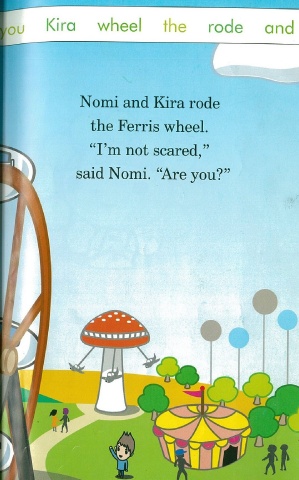 you Kira wheel the rode and
Nomi and Kira rode
the Ferris wheel.
“I’m not scared,”
said Nomi. “Are you?”